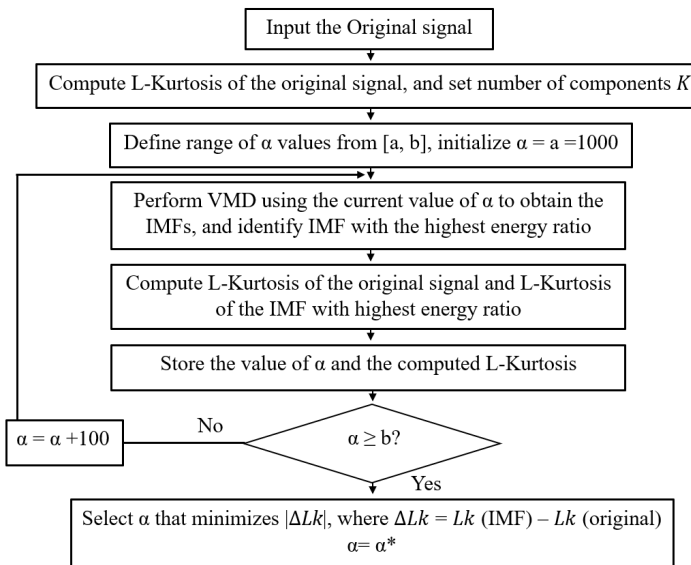 Input the Original signal
Compute L-Kurtosis of the original signal, and set number of components K
Define range of α values from [a, b], initialize α = a =1000
Perform VMD using the current value of α to obtain the
IMFs, and identify IMF with the highest energy ratio
Compute L-Kurtosis of the original signal and L-Kurtosis
of the IMF with highest energy ratio
Store the value of α and the computed L-Kurtosis
No
α = α +100
α ≥ b?
Yes
Select α that minimizes |ΔLk|, where ΔLk = Lk (IMF) – Lk (original)
α= α*